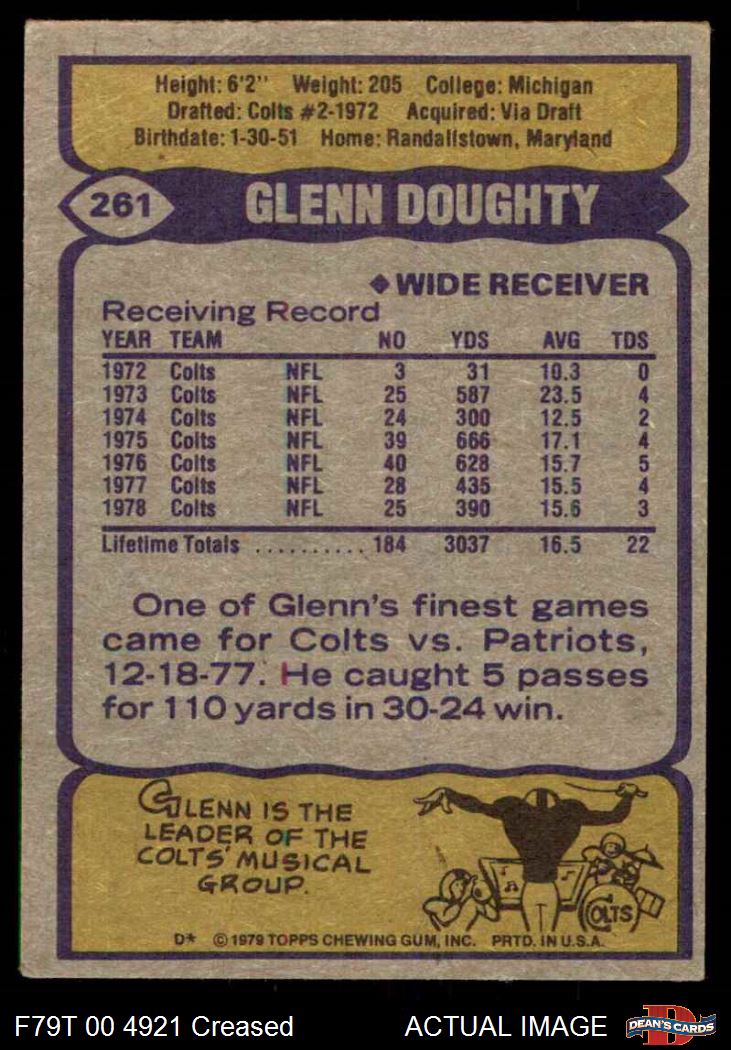 Height: 6'2" Weight: 205 College: Michigan
Drafted: Colts #2-1972 Acquired: Via Draft
Birthdate: 1-30-51 Home: Randallstown, Maryland
261 GLENN DOUGHTY
◆ WIDE RECEIVER
Receiving Record
YEAR TEAM NO YDS AVG TDS
1972 Colts NFL 3 31 10.3 0
1973 Colts NFL 25 587 23.5 4
1974 Colts NFL 24 300 12.5 2
1975 Colts NFL 39 666 17.1 4
1976 Colts NFL 40 628 15.7 5
1977 Colts NFL 28 435 15.5 4
1978 Colts NFL 25 390 15.6 3
Lifetime Totals .......... 184 3037 16.5 22
One of Glenn's finest games
came for Colts vs. Patriots,
12-18-77. He caught 5 passes
for 110 yards in 30-24 win.
GLENN IS THE
LEADER OF THE
COLTS' MUSICAL
GROUP.
COLTS
D* © 1979 TOPPS CHEWING GUM, INC. PRTD. IN U.S.A.
F79T 00 4921 Creased ACTUAL IMAGE DEAN'S CARDS